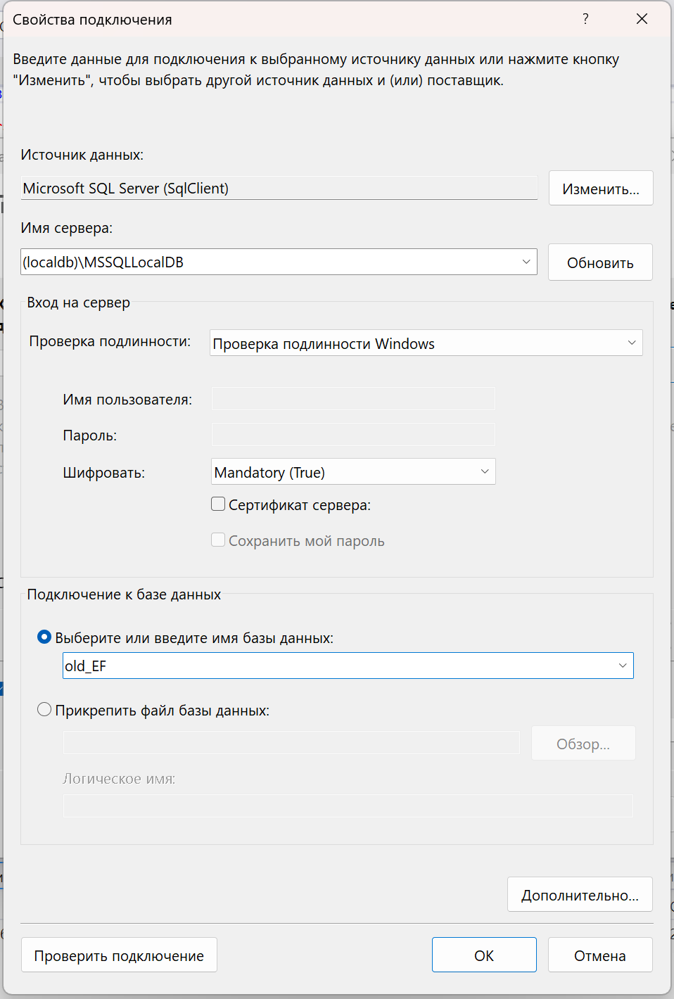 Свойства подключения
?
Введите данные для подключения к выбранному источнику данных или нажмите кнопку
"Изменить", чтобы выбрать другой источник данных и (или) поставщик.
Источник данных:
Microsoft SQL Server (SqlClient)
Изменить...
Имя сервера:
(localdb)\MSSQLLocalDB
Обновить
Вход на сервер
Проверка подлинности:
Проверка подлинности Windows
Имя пользователя:
Пароль:
Шифровать:
Mandatory (True)
Сертификат сервера:
Сохранить мой пароль
Подключение к базе данных
Выберите или введите имя базы данных:
old_EF
Прикрепить файл базы данных:
Обзор...
Логическое имя:
Дополнительно...
Проверить подключение
ОК
Отмена